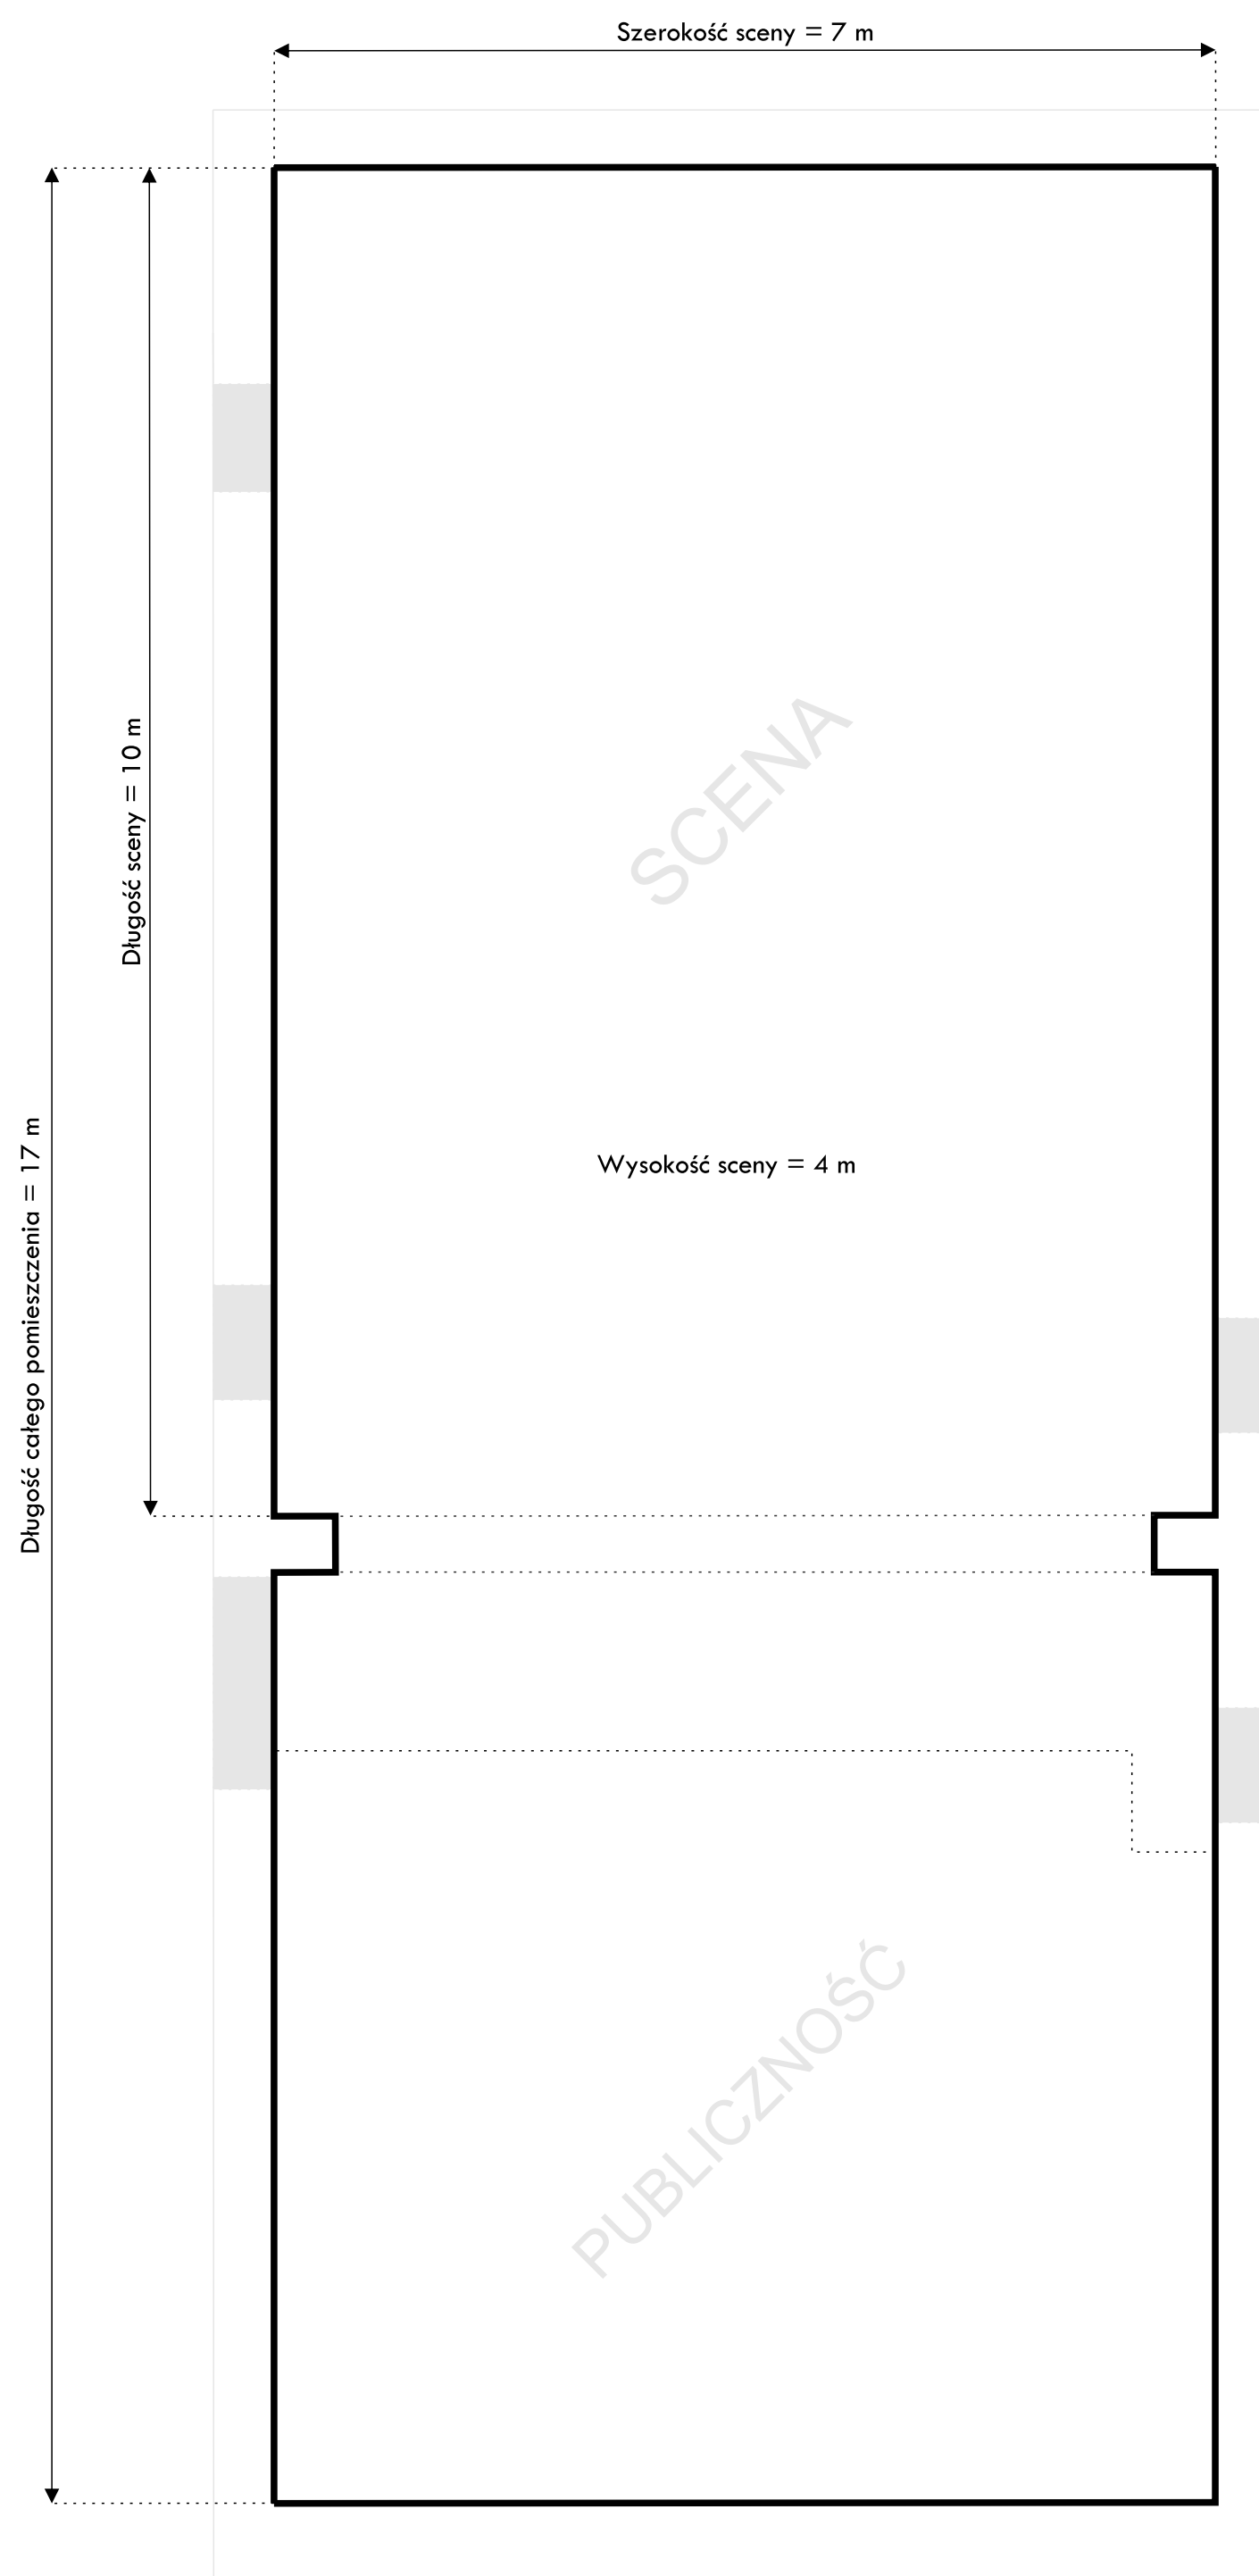 Szerokość sceny = 7 m
Długość sceny = 10 m
Długość całego pomieszczenia = 17 m
SCENA
Wysokość sceny = 4 m
PUBLICZNOŚĆ